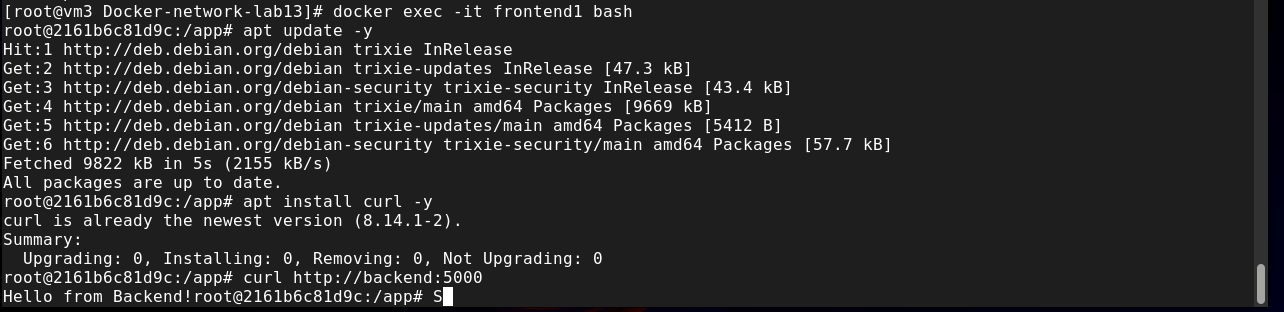 [root@vm3 Docker-network-lab13]# docker exec -it frontend1 bash
root@2161b6c81d9c:/app# apt update -y
Hit:1 http://deb.debian.org/debian trixie InRelease
Get:2 http://deb.debian.org/debian trixie-updates InRelease [47.3 kB]
Get:3 http://deb.debian.org/debian-security trixie-security InRelease [43.4 kB]
Get:4 http://deb.debian.org/debian trixie/main amd64 Packages [9669 kB]
Get:5 http://deb.debian.org/debian trixie-updates/main amd64 Packages [5412 B]
Get:6 http://deb.debian.org/debian-security trixie-security/main amd64 Packages [57.7 kB]
Fetched 9822 kB in 5s (2155 kB/s)
All packages are up to date.
root@2161b6c81d9c:/app# apt install curl -y
curl is already the newest version (8.14.1-2).
Summary:
  Upgrading: 0, Installing: 0, Removing: 0, Not Upgrading: 0
root@2161b6c81d9c:/app# curl http://backend:5000
Hello from Backend!root@2161b6c81d9c:/app# S